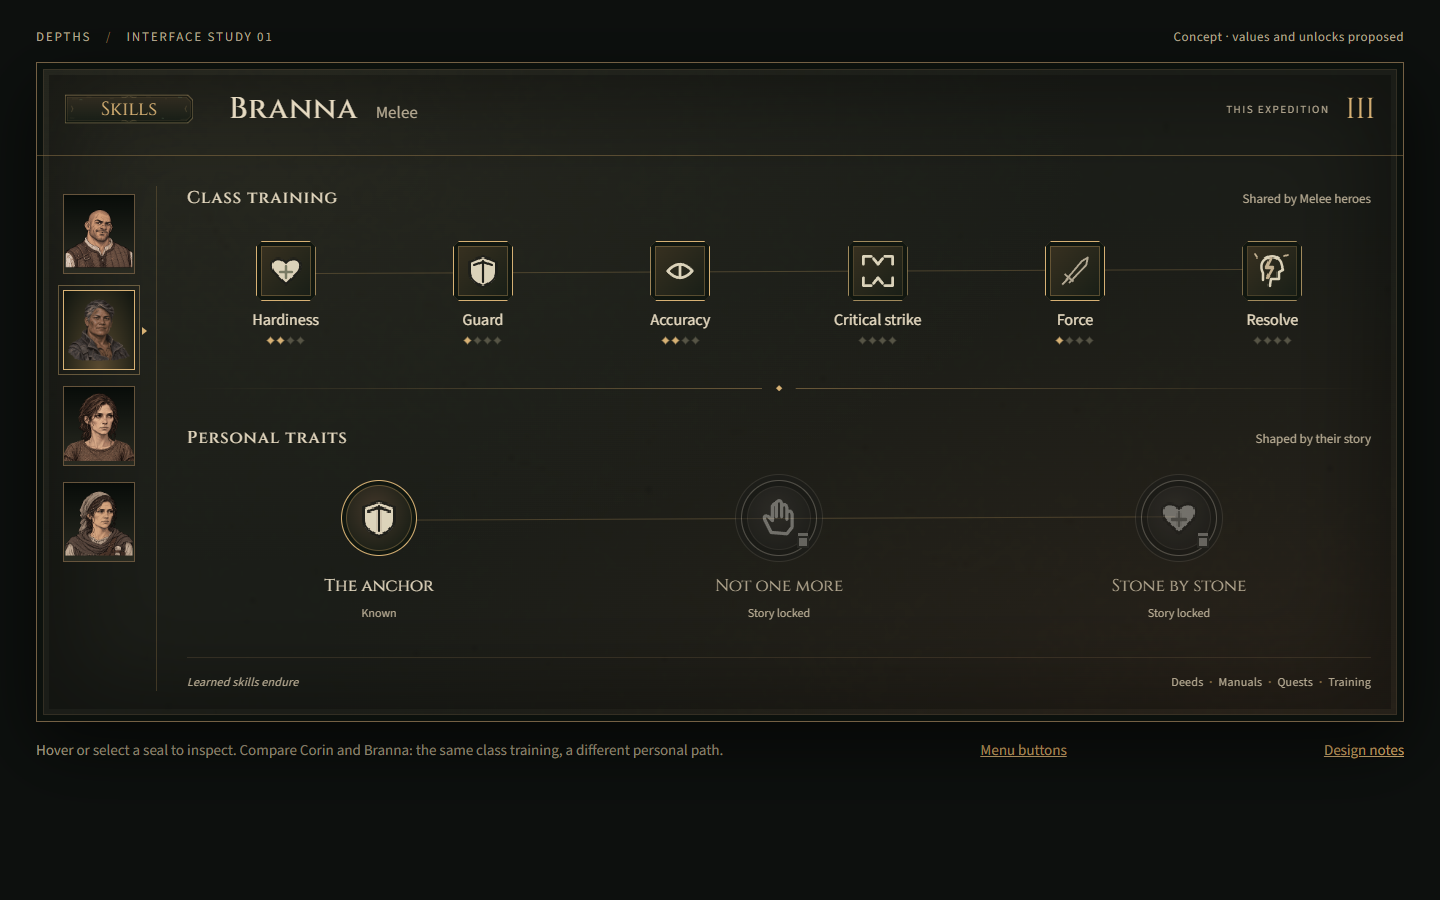 DEPTHS / INTERFACE STUDY 01
Concept · values and unlocks proposed
SKILLS
BRANNA Melee
THIS EXPEDITION III
CLASS TRAINING
Shared by Melee heroes
Hardiness
Guard
Accuracy
Critical strike
Force
Resolve
PERSONAL TRAITS
Shaped by their story
THE ANCHOR
Known
NOT ONE MORE
Story locked
STONE BY STONE
Story locked
Learned skills endure
Deeds · Manuals · Quests · Training
Hover or select a seal to inspect. Compare Corin and Branna: the same class training, a different personal path.
Menu buttons
Design notes